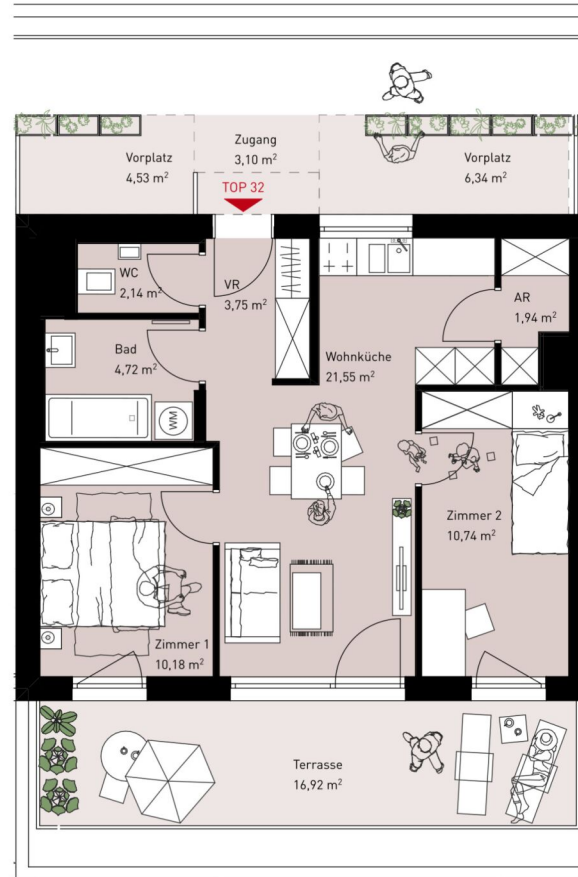 Zugang
3,10 m²
Vorplatz
4,53 m²
Vorplatz
6,34 m²
TOP 32
WC
2,14 m²
VR
3,75 m²
AR
1,94 m²
Bad
4,72 m²
Wohnküche
21,55 m²
WM
Zimmer 2
10,74 m²
Zimmer 1
10,18 m²
Terrasse
16,92 m²